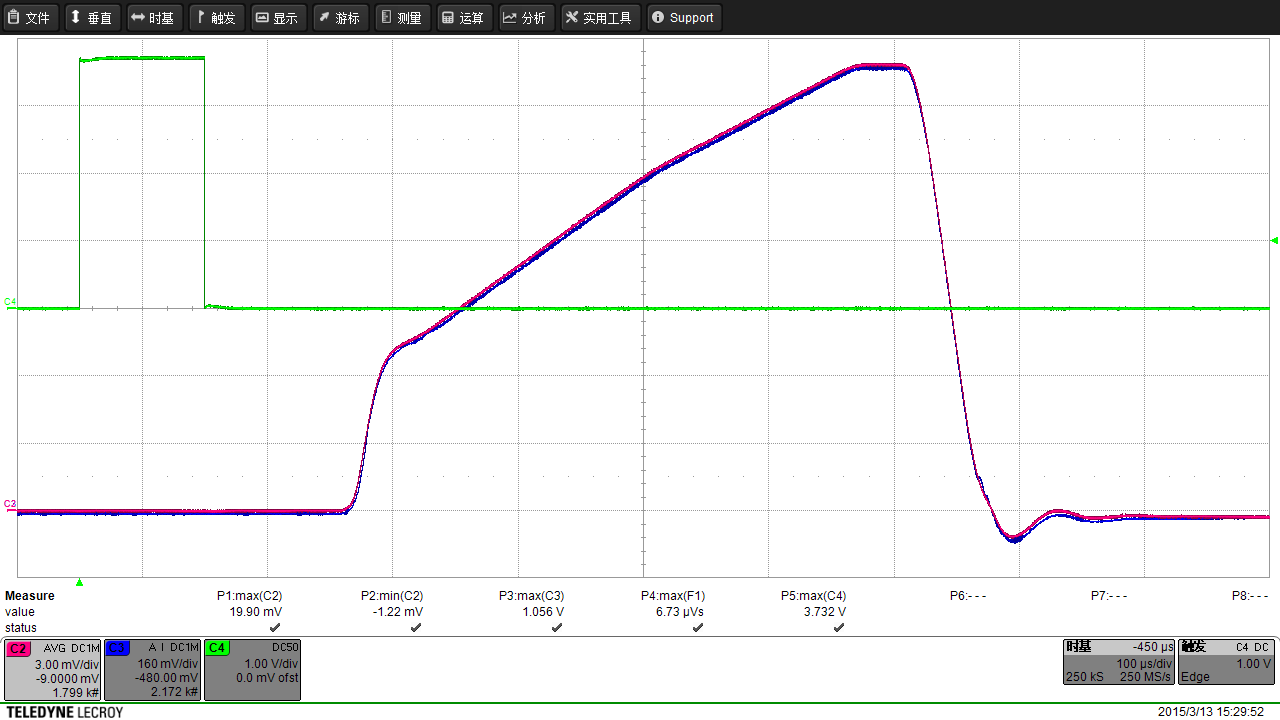 文件 垂直 时基 触发 显示 游标 测量 运算 分析 实用工具 Support
C4
C3
Measure P1:max(C2) P2:min(C2) P3:max(C3) P4:max(F1) P5:max(C4) P6:- - - P7:- - - P8:- - -
value 19.90 mV -1.22 mV 1.056 V 6.73 µVs 3.732 V
status
C2 AVG DC1M C3 A I DC1M C4 DC50 时基 -450 µs 触发 C4 DC
3.00 mV/div 160 mV/div 1.00 V/div 100 µs/div 1.00 V
-9.0000 mV -480.00 mV 0.0 mV ofst 250 kS 250 MS/s Edge
1.799 k# 2.172 k#
TELEDYNE LECROY 2015/3/13 15:29:52